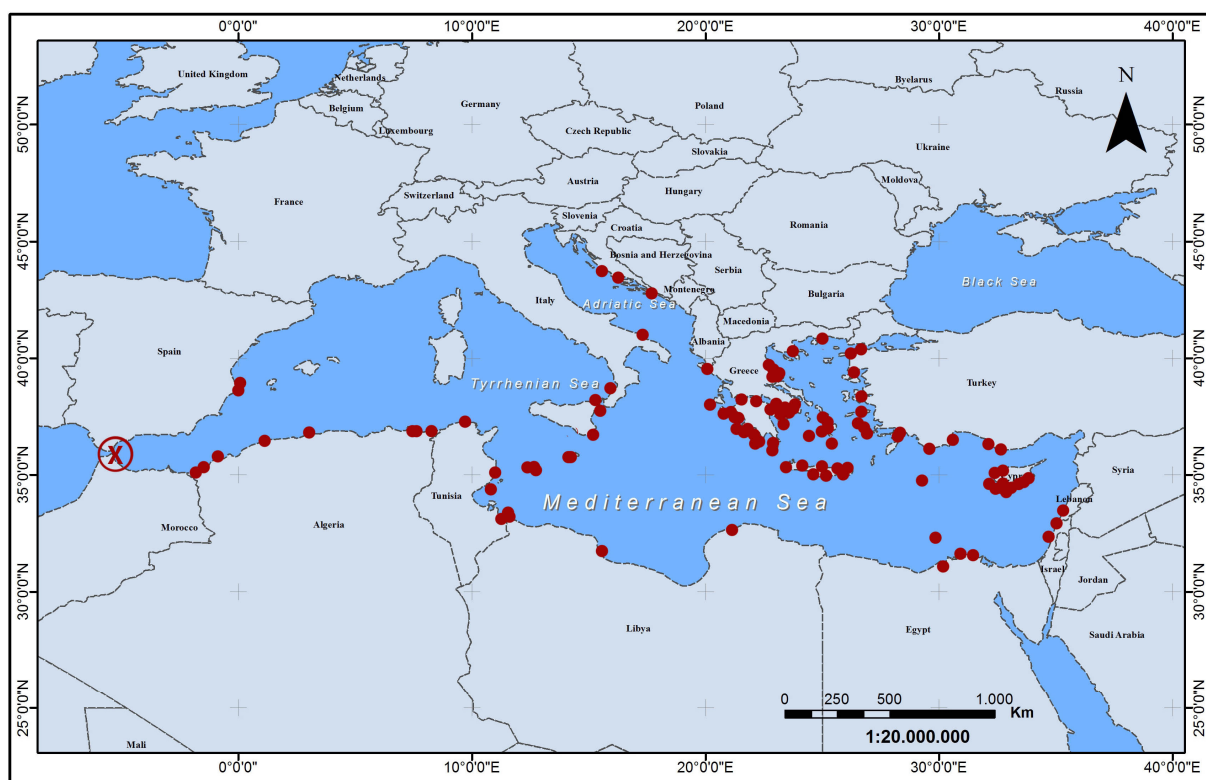 0°0'0" 10°0'0"E 20°0'0"E 30°0'0"E 40°0'0"E
United Kingdom
Netherlands
Belgium
Luxembourg
Germany
Poland
Byelarus
Russia
N
50°0'0"N 50°0'0"N
Czech Republic
Slovakia
Ukraine
France
Switzerland
Austria
Hungary
Moldova
Slovenia
Croatia
Romania
45°0'0"N 45°0'0"N
Bosnia and Herzegovina
Serbia
Montenegro
Bulgaria
Black Sea
Italy
Adriatic Sea
Macedonia
Albania
Spain
40°0'0"N 40°0'0"N
Tyrrhenian Sea
Greece
Turkey
X
35°0'0"N 35°0'0"N
Syria
Lebanon
Tunisia
Mediterranean Sea
Morocco
Algeria
Israel
Jordan
30°0'0"N 30°0'0"N
Libya
Egypt
Saudi Arabia
25°0'0"N 25°0'0"N
0 250 500 1.000
Km
1:20.000.000
Mali
0°0'0" 10°0'0"E 20°0'0"E 30°0'0"E 40°0'0"E